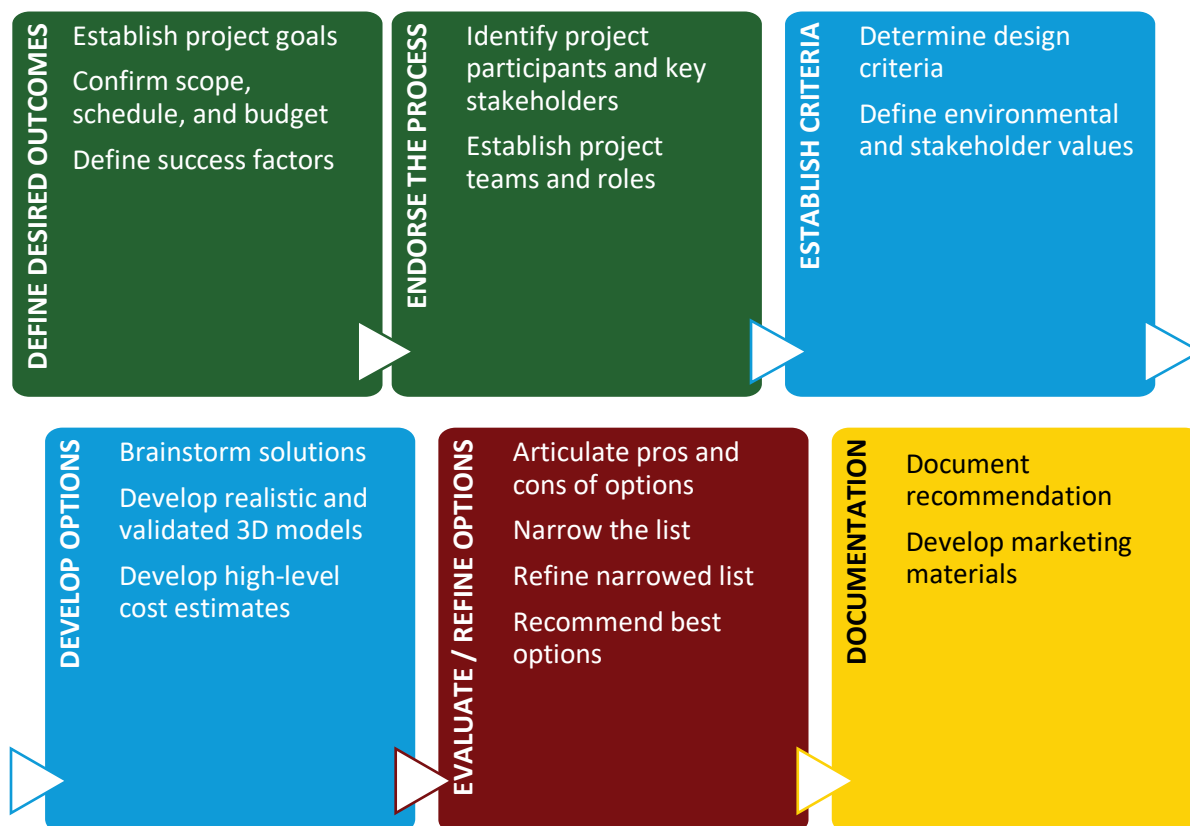 DEFINE DESIRED OUTCOMES
Establish project goals
Confirm scope,
schedule, and budget
Define success factors
ENDORSE THE PROCESS
Identify project
participants and key
stakeholders
Establish project
teams and roles
ESTABLISH CRITERIA
Determine design
criteria
Define environmental
and stakeholder values
DEVELOP OPTIONS
Brainstorm solutions
Develop realistic and
validated 3D models
Develop high-level
cost estimates
EVALUATE / REFINE OPTIONS
Articulate pros and
cons of options
Narrow the list
Refine narrowed list
Recommend best
options
DOCUMENTATION
Document
recommendation
Develop marketing
materials